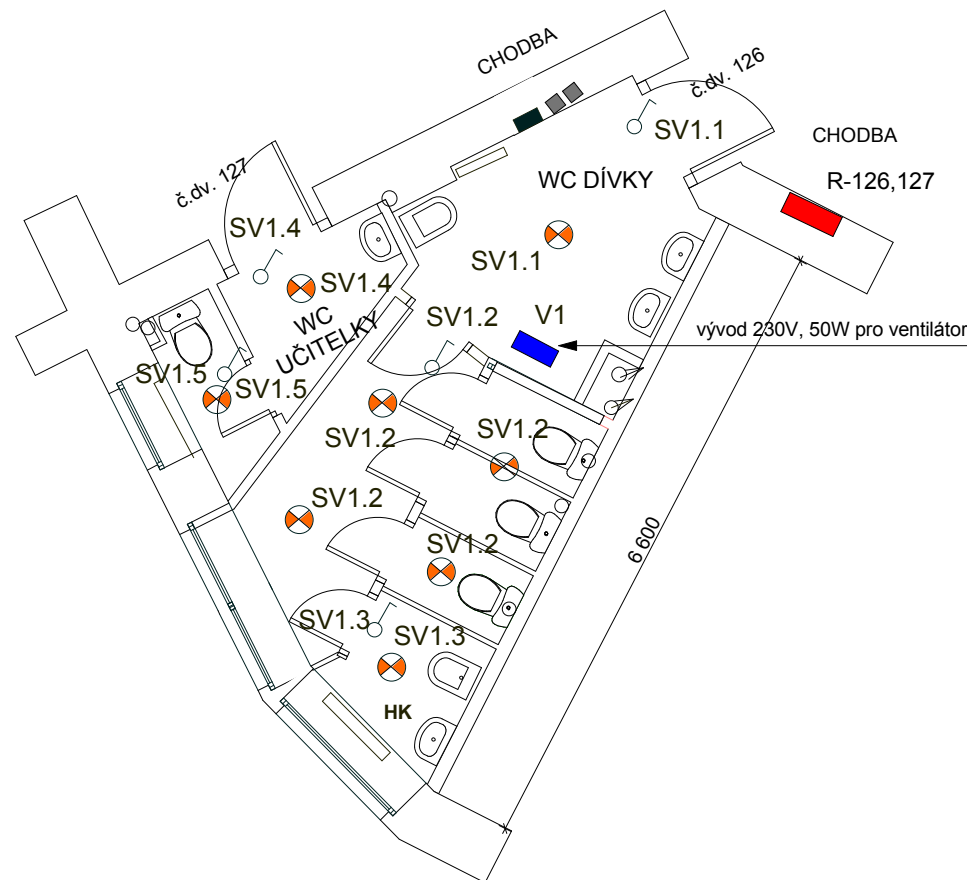 CHODBA
č.dv. 126
SV1.1
CHODBA
č.dv. 127
WC DÍVKY
R-126,127
SV1.4
SV1.1
SV1.4
WC
UČITELKY
SV1.2
V1
vývod 230V, 50W pro ventilátor
SV1.5
SV1.5
SV1.2
SV1.2
SV1.2
SV1.2
6 600
SV1.3
SV1.3
HK